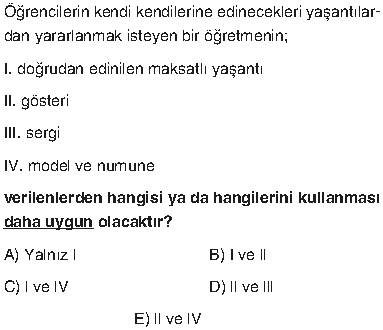 Öğrencilerin kendi kendilerine edinecekleri yaşantılar-
dan yararlanmak isteyen bir öğretmenin;
I. doğrudan edinilen maksatlı yaşantı
II. gösteri
III. sergi
IV. model ve numune
verilenlerden hangisi ya da hangilerini kullanması
daha uygun olacaktır?
A) Yalnız I B) I ve II
C) I ve IV D) II ve III
E) II ve IV